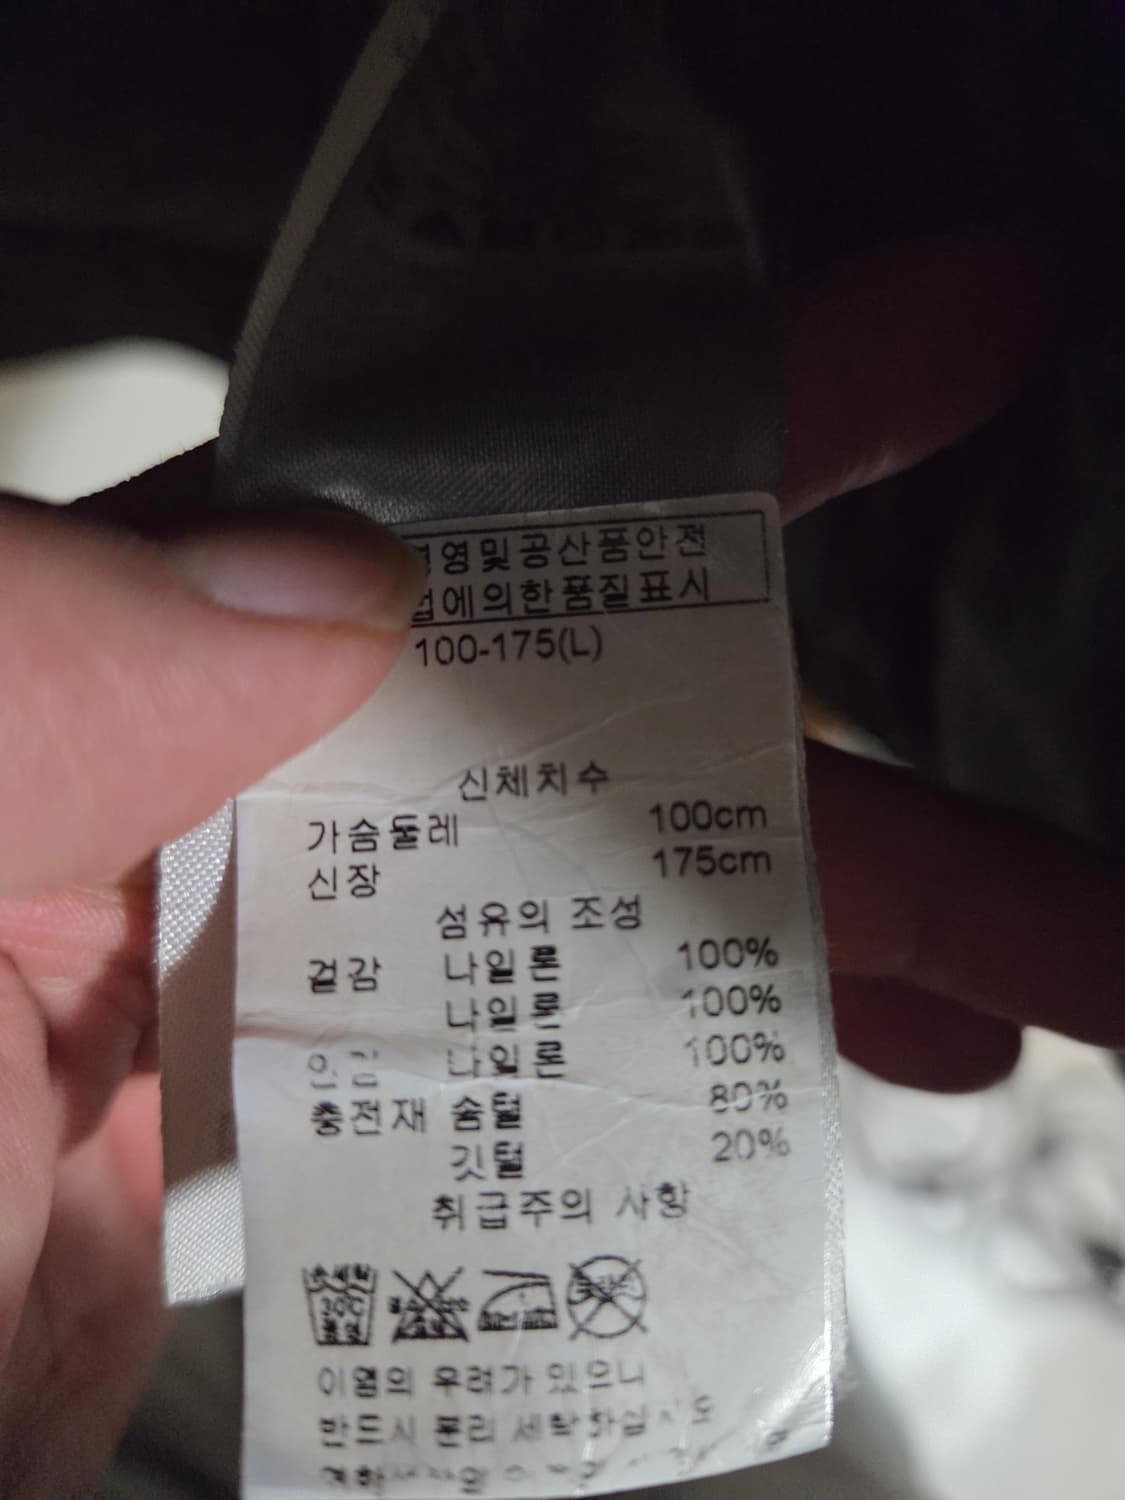 영및공산품안전
법에의한품질표시
100-175(L)
신체치수
가슴둘레 100cm
신장 175cm
섬유의 조성
겉감 나일론 100%
나일론 100%
안감 나일론 100%
충전재 솜털 80%
깃털 20%
취급주의 사항
이염의 우려가 있으니
반드시 분리 세탁하십시오